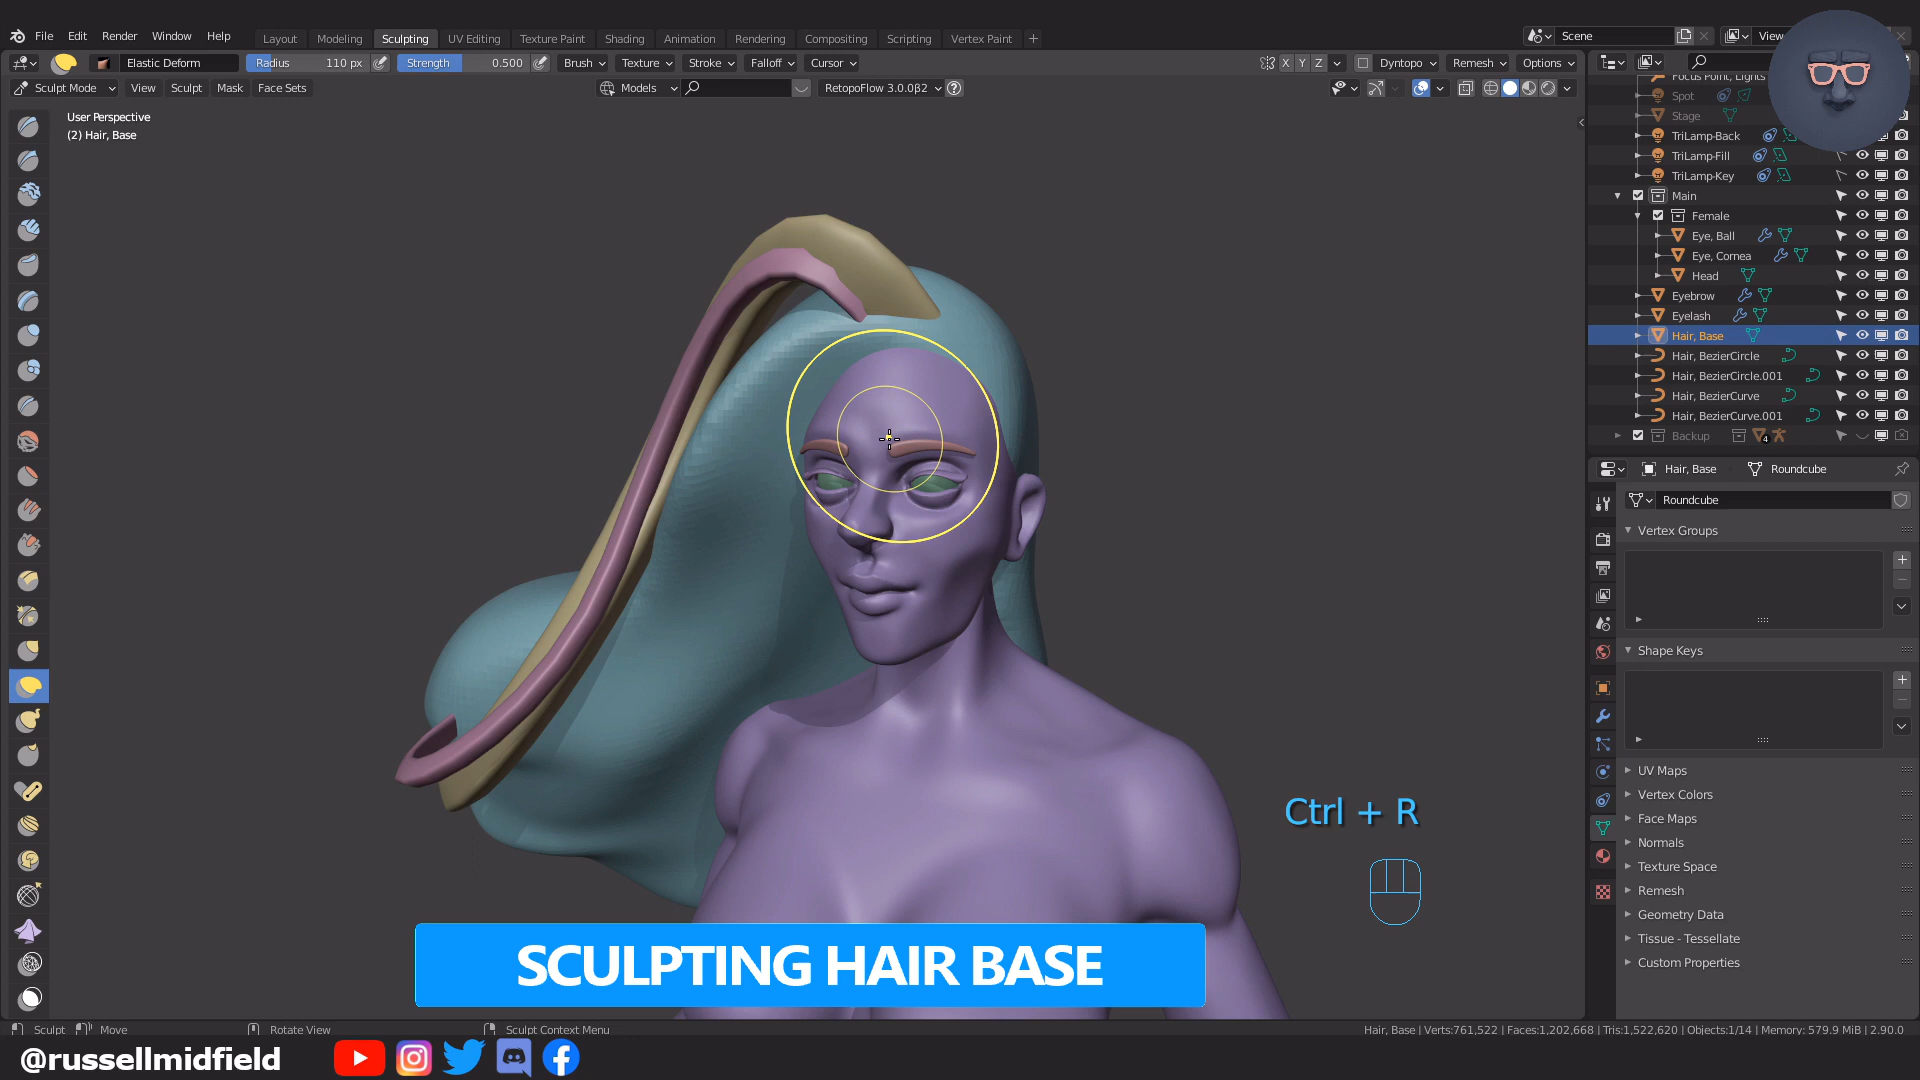 File Edit Render Window Help Layout Modeling Sculpting UV Editing Texture Paint Shading Animation Rendering Compositing Scripting Vertex Paint + Scene View
Elastic Deform Radius 110 px Strength 0.500 Brush Texture Stroke Falloff Cursor X Y Z Dyntopo Remesh Options
Sculpt Mode View Sculpt Mask Face Sets Models RetopoFlow 3.0.0β2 ?
User Perspective
(2) Hair, Base
Focus Point, Lights
Spot
Stage
TriLamp-Back
TriLamp-Fill
TriLamp-Key
Main
Female
Eye, Ball
Eye, Cornea
Head
Eyebrow
Eyelash
Hair, Base
Hair, BezierCircle
Hair, BezierCircle.001
Hair, BezierCurve
Hair, BezierCurve.001
Backup 4
Hair, Base Roundcube
Roundcube
Vertex Groups
Shape Keys
UV Maps
Vertex Colors
Face Maps
Normals
Texture Space
Remesh
Geometry Data
Tissue - Tessellate
Custom Properties
Ctrl + R
SCULPTING HAIR BASE
Sculpt Move Rotate View Sculpt Context Menu Hair, Base | Verts:761,522 | Faces:1,202,668 | Tris:1,522,620 | Objects:1/14 | Memory: 579.9 MiB | 2.90.0
@russellmidfield